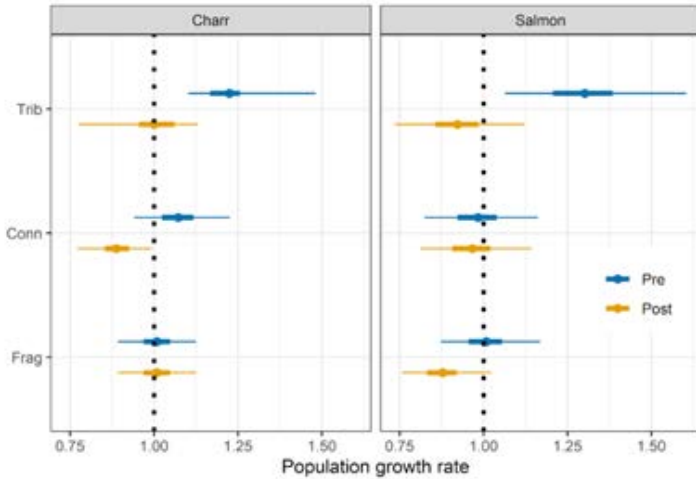 Charr Salmon
Trib
Conn
Frag
Pre
Post
0.75 1.00 1.25 1.50 0.75 1.00 1.25 1.50
Population growth rate